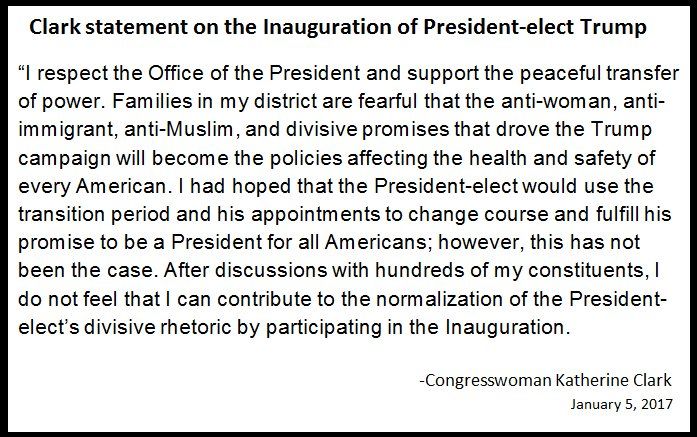 Clark statement on the Inauguration of President-elect Trump
“I respect the Office of the President and support the peaceful transfer
of power. Families in my district are fearful that the anti-woman, anti-
immigrant, anti-Muslim, and divisive promises that drove the Trump
campaign will become the policies affecting the health and safety of
every American. I had hoped that the President-elect would use the
transition period and his appointments to change course and fulfill his
promise to be a President for all Americans; however, this has not
been the case. After discussions with hundreds of my constituents, I
do not feel that I can contribute to the normalization of the President-
elect’s divisive rhetoric by participating in the Inauguration.
-Congresswoman Katherine Clark
January 5, 2017